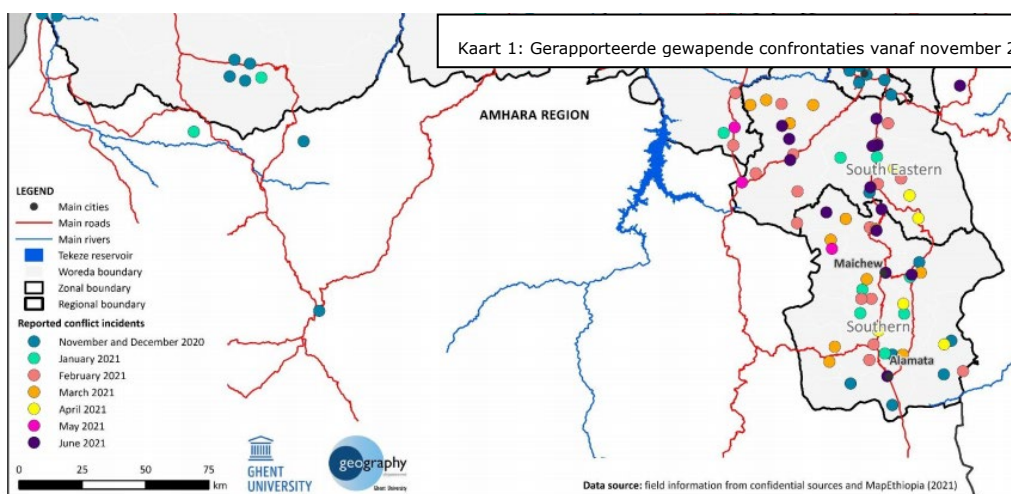 Kaart 1: Gerapporteerde gewapende confrontaties vanaf november 2
AMHARA REGION
South Eastern
Maichew
Southern
Alamata
LEGEND
Main cities
Main roads
Main rivers
Tekeze reservoir
Woreda boundary
Zonal boundary
Regional boundary
Reported conflict incidents
November and December 2020
January 2021
February 2021
March 2021
April 2021
May 2021
June 2021
0 25 50 75
km
GHENT
UNIVERSITY
geography
Ghent University
Data source: field information from confidential sources and MapEthiopia (2021)